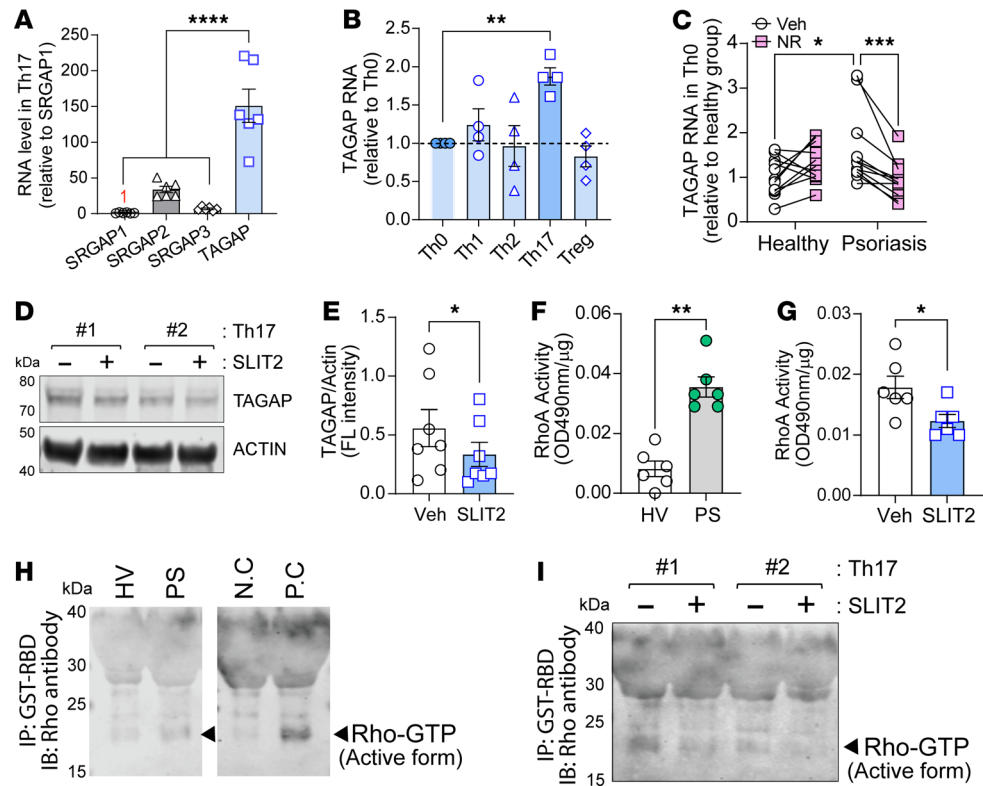 A
RNA level in Th17
(relative to SRGAP1)
250
200
150
100
50
0
****
1
SRGAP1
SRGAP2
SRGAP3
TAGAP
B
TAGAP RNA
(relative to Th0)
2.5
2.0
1.5
1.0
0.5
0.0
**
Th0
Th1
Th2
Th17
Treg
C
Veh
NR
TAGAP RNA in Th0
(relative to healthy group)
4
3
2
1
0
*
***
Healthy
Psoriasis
D
#1 #2 : Th17
kDa – + – + : SLIT2
80
70
TAGAP
50
40
ACTIN
E
TAGAP/Actin
(FL intensity)
1.5
1.0
0.5
0.0
*
Veh SLIT2
F
RhoA Activity
(OD490nm/µg)
0.06
0.04
0.02
0.00
**
HV PS
G
RhoA Activity
(OD490nm/µg)
0.03
0.02
0.01
0.00
*
Veh SLIT2
H
kDa
HV
PS
N.C
P.C
IP: GST-RBD
IB: Rho antibody
40
30
25
15
Rho-GTP
(Active form)
I
#1 #2 : Th17
kDa – + – + : SLIT2
IP: GST-RBD
IB: Rho antibody
40
30
25
15
Rho-GTP
(Active form)